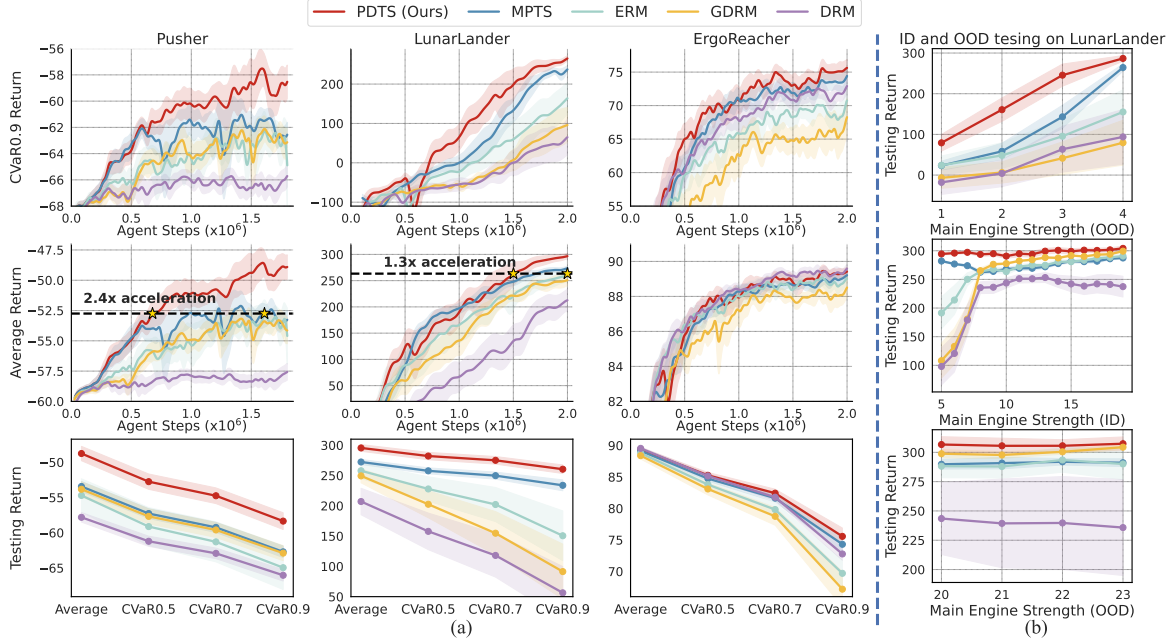 PDTS (Ours) MPTS ERM GDRM DRM
Pusher LunarLander ErgoReacher ID and OOD tesing on LunarLander
CVaR0.9 Return
−56
−58
−60
−62
−64
−66
−68
0.0 0.5 1.0 1.5
Agent Steps (x10⁶)
200
100
0
−100
0.0 0.5 1.0 1.5 2.0
Agent Steps (x10⁶)
75
70
65
60
55
0.0 0.5 1.0 1.5 2.0
Agent Steps (x10⁶)
Testing Return
300
200
100
0
1 2 3 4
Main Engine Strength (OOD)
Average Return
−47.5
−50.0
−52.5
−55.0
−57.5
−60.0
2.4x acceleration
0.0 0.5 1.0 1.5
Agent Steps (x10⁶)
300
250
200
150
100
50
1.3x acceleration
0.0 0.5 1.0 1.5 2.0
Agent Steps (x10⁶)
90
88
86
84
82
0.0 0.5 1.0 1.5 2.0
Agent Steps (x10⁶)
Testing Return
300
250
200
150
100
5 10 15
Main Engine Strength (ID)
Testing Return
−50
−55
−60
−65
Average CVaR0.5 CVaR0.7 CVaR0.9
300
250
200
150
100
50
Average CVaR0.5 CVaR0.7 CVaR0.9
90
85
80
75
70
Average CVaR0.5 CVaR0.7 CVaR0.9
Testing Return
300
275
250
225
200
20 21 22 23
Main Engine Strength (OOD)
(a) (b)